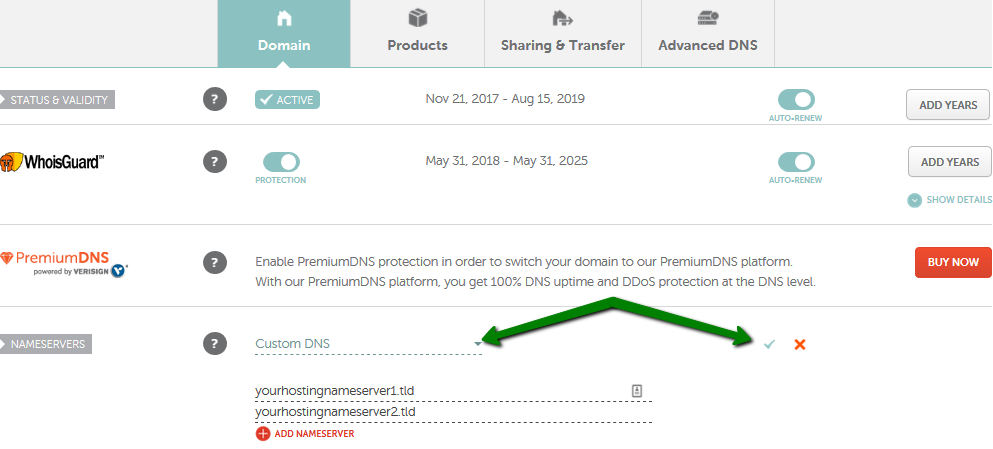 Domain
Products
Sharing & Transfer
Advanced DNS
STATUS & VALIDITY
?
ACTIVE
Nov 21, 2017 - Aug 15, 2019
AUTO-RENEW
ADD YEARS
WhoisGuard™
?
PROTECTION
May 31, 2018 - May 31, 2025
AUTO-RENEW
ADD YEARS
SHOW DETAILS
PremiumDNS
powered by VERISIGN
?
Enable PremiumDNS protection in order to switch your domain to our PremiumDNS platform.
With our PremiumDNS platform, you get 100% DNS uptime and DDoS protection at the DNS level.
BUY NOW
NAMESERVERS
?
Custom DNS
yourhostingnameserver1.tld
yourhostingnameserver2.tld
ADD NAMESERVER